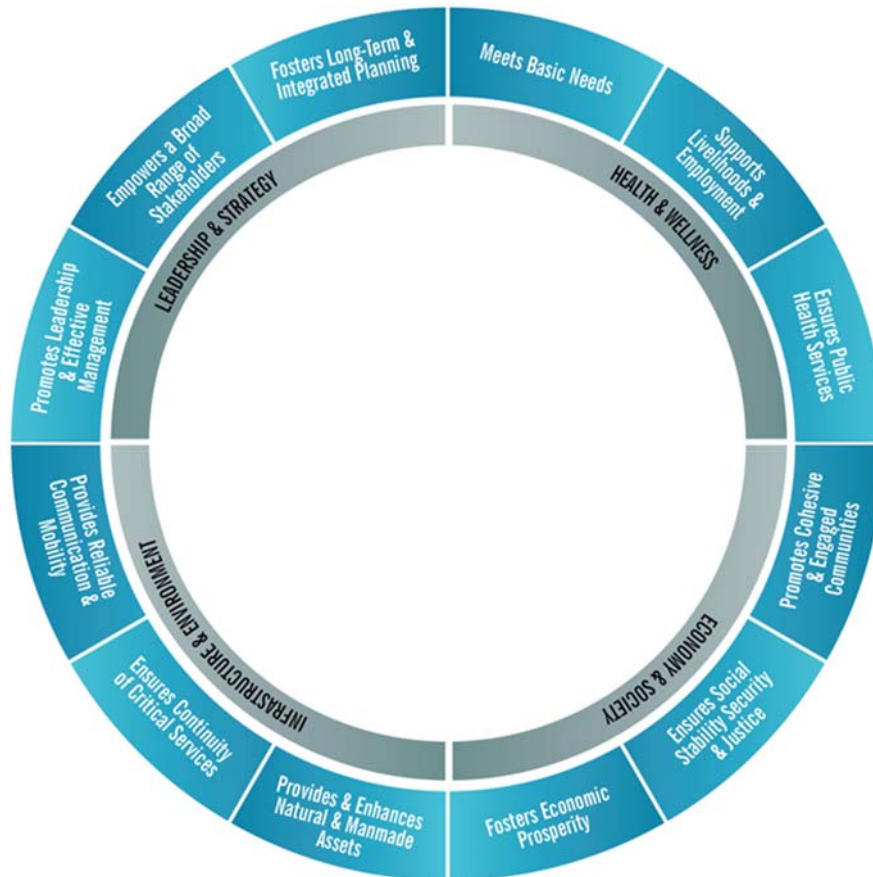 Fosters Long-Term &
Integrated Planning
Meets Basic Needs
Supports
Livelihoods &
Employment
Ensures Public
Health Services
Promotes Cohesive
& Engaged
Communities
Ensures Social
Stability Security
& Justice
Fosters Economic
Prosperity
Provides & Enhances
Natural & Manmade
Assets
Ensures Continuity
of Critical Services
Provides Reliable
Communication &
Mobility
Promotes Leadership
& Effective
Management
Empowers a Broad
Range of
Stakeholders
LEADERSHIP & STRATEGY
HEALTH & WELLNESS
ECONOMY & SOCIETY
INFRASTRUCTURE & ENVIRONMENT